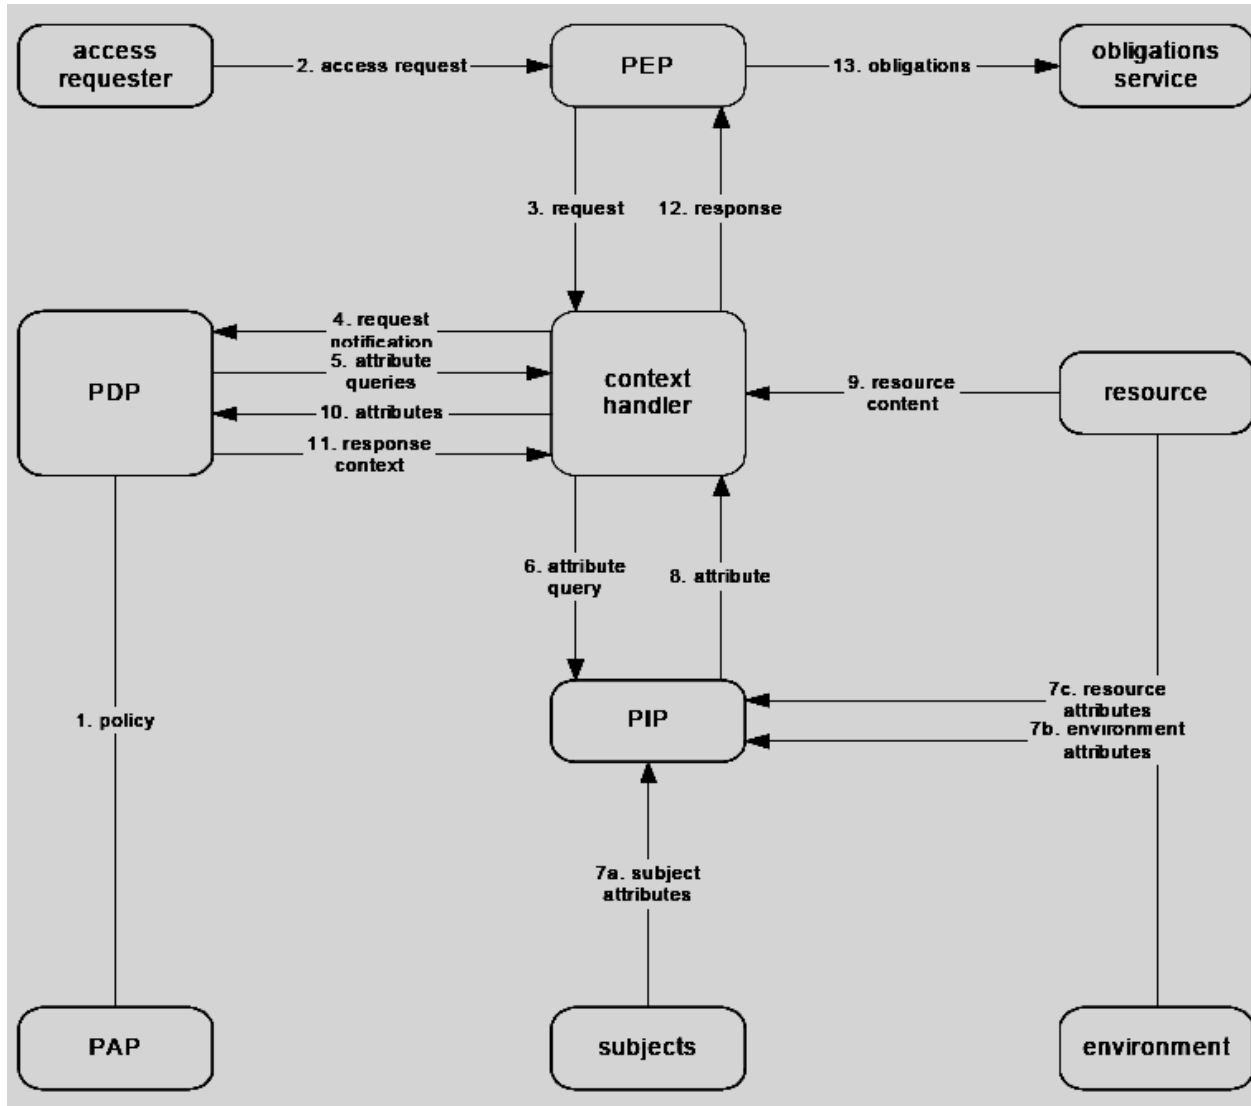 access
requester
2. access request
PEP
13. obligations
obligations
service
3. request
12. response
4. request
notification
5. attribute
queries
PDP
10. attributes
11. response
context
context
handler
9. resource
content
resource
6. attribute
query
8. attribute
1. policy
PIP
7c. resource
attributes
7b. environment
attributes
7a. subject
attributes
PAP
subjects
environment